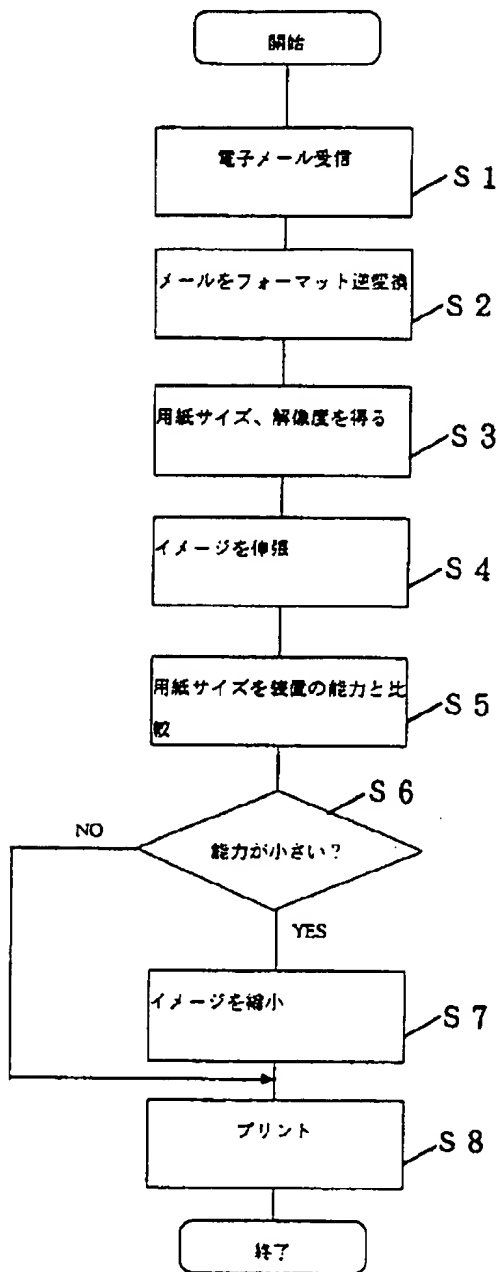 開始
電子メール受信
S 1
メールをフォーマット逆変換
S 2
用紙サイズ、解像度を得る
S 3
イメージを伸張
S 4
用紙サイズを装置の能力と比
較
S 5
S 6
能力が小さい?
NO
YES
イメージを縮小
S 7
プリント
S 8
終了